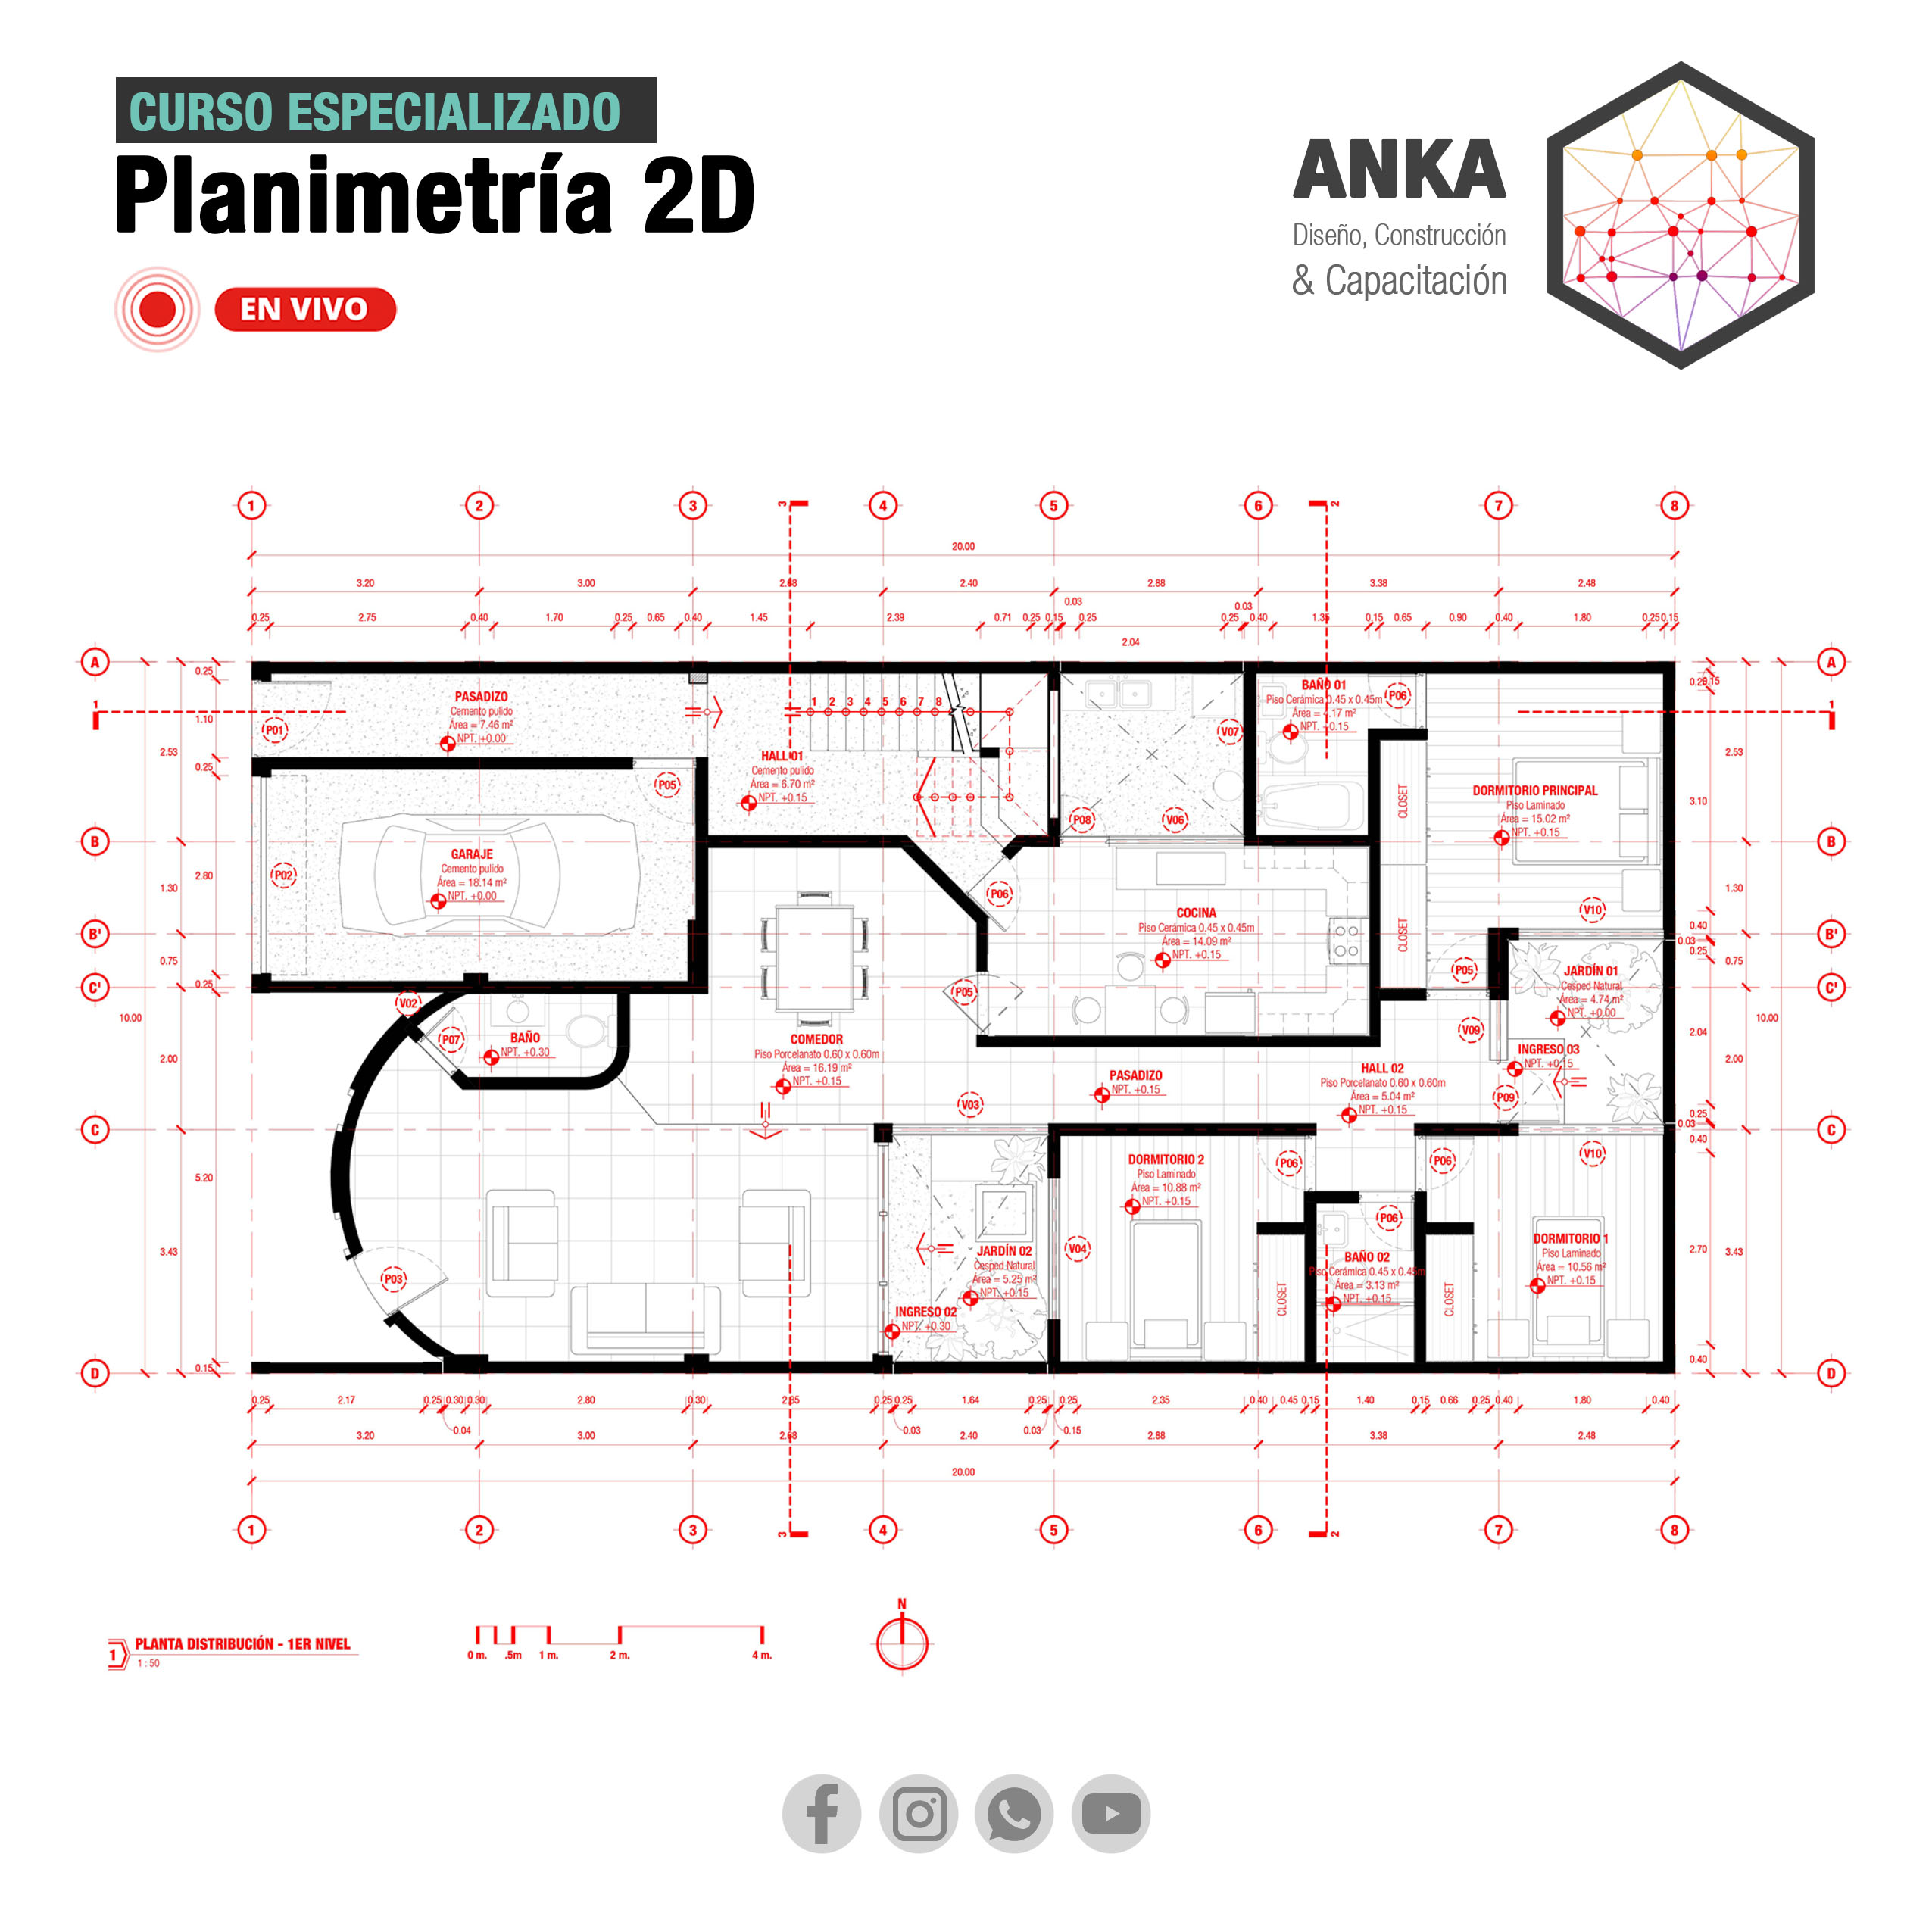 CURSO ESPECIALIZADO
Planimetría 2D
EN VIVO
ANKA
Diseño, Construcción
& Capacitación
1 2 3 3 4 5 6 2 7 8
20.00
3.20 3.00 2.68 2.40 2.88 3.38 2.48
0.03 0.03
0.25 2.75 0.40 1.70 0.25 0.65 0.40 1.45 2.39 0.71 0.25 0.15 0.25 0.25 0.40 1.35 0.15 0.65 0.90 0.40 1.80 0.25 0.15
2.04
A A
B B
B' B'
C' C'
C C
D D
1 1
0.25
1.10
0.25
2.80
0.25
5.20
0.15
2.53
1.30
0.75
2.00
3.43
10.00
PASADIZO
Cemento pulido
Área = 7.46 m²
NPT. +0.00
P01
GARAJE
Cemento pulido
Área = 18.14 m²
NPT. +0.00
P02
P05
HALL 01
Cemento pulido
Área = 6.70 m²
NPT. +0.15
1 2 3 4 5 6 7 8
P08
V06
V07
BAÑO 01
Piso Cerámica 0.45 x 0.45m
Área = 4.17 m²
NPT. +0.15
P06
CLOSET
CLOSET
DORMITORIO PRINCIPAL
Piso Laminado
Área = 15.02 m²
NPT. +0.15
V10
P05
P06
COCINA
Piso Cerámica 0.45 x 0.45m
Área = 14.09 m²
NPT. +0.15
P05
JARDÍN 01
Cesped Natural
Área = 4.74 m²
NPT. +0.00
V02
P07
BAÑO
NPT. +0.30
COMEDOR
Piso Porcelanato 0.60 x 0.60m
Área = 16.19 m²
NPT. +0.15
V03
PASADIZO
NPT. +0.15
HALL 02
Piso Porcelanato 0.60 x 0.60m
Área = 5.04 m²
NPT. +0.15
V09
INGRESO 03
NPT. +0.15
P09
P03
JARDÍN 02
Cesped Natural
Área = 5.25 m²
NPT. +0.15
INGRESO 02
NPT. +0.30
V04
DORMITORIO 2
Piso Laminado
Área = 10.88 m²
NPT. +0.15
P06
CLOSET
P06
BAÑO 02
Piso Cerámica 0.45 x 0.45m
Área = 3.13 m²
NPT. +0.15
P06
CLOSET
V10
DORMITORIO 1
Piso Laminado
Área = 10.56 m²
NPT. +0.15
0.15
3.10
0.40
0.03
0.25
2.04
0.25
0.03
0.40
2.70
0.40
2.53
1.30
0.75
2.00
3.43
10.00
0.25 2.17 0.25 0.30 0.30 2.80 0.30 2.85 0.25 0.25 1.64 0.25 0.25 2.35 0.40 0.45 0.15 1.40 0.15 0.66 0.25 0.40 1.80 0.40
0.04 0.03 0.03 0.15
3.20 3.00 2.68 2.40 2.88 3.38 2.48
20.00
1 2 3 3 4 5 6 2 7 8
1 PLANTA DISTRIBUCIÓN - 1ER NIVEL
1 : 50
0 m. .5m 1 m. 2 m. 4 m.
N